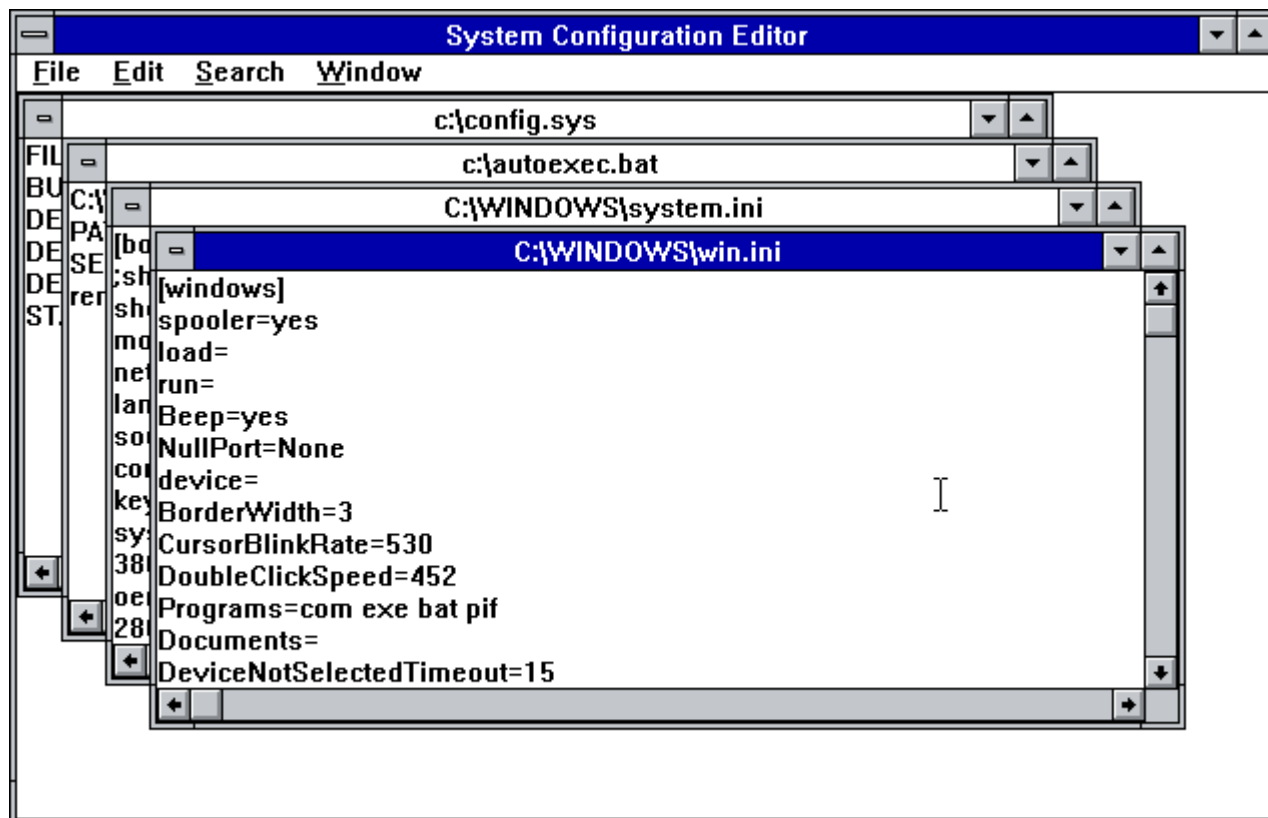 System Configuration Editor
File Edit Search Window
c:\config.sys
c:\autoexec.bat
C:\WINDOWS\system.ini
C:\WINDOWS\win.ini
[windows]
spooler=yes
load=
run=
Beep=yes
NullPort=None
device=
BorderWidth=3
CursorBlinkRate=530
DoubleClickSpeed=452
Programs=com exe bat pif
Documents=
DeviceNotSelectedTimeout=15